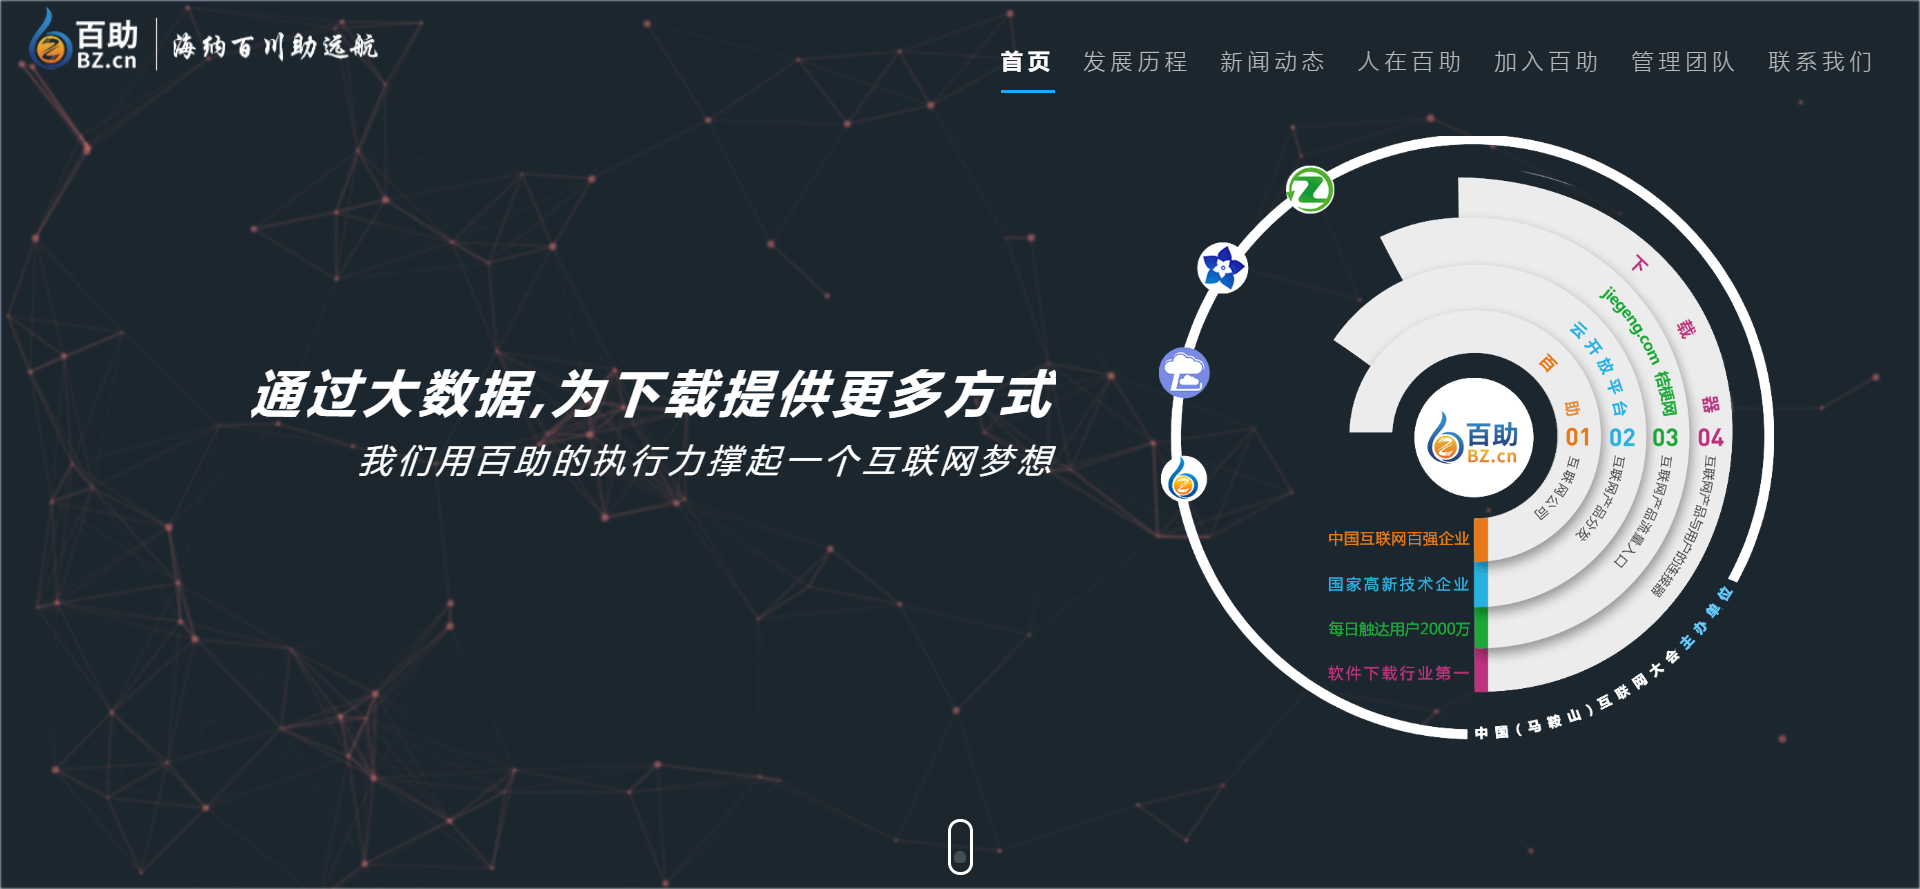 百助
BZ.cn
海纳百川助远航
首页 发展历程 新闻动态 人在百助 加入百助 管理团队 联系我们
通过大数据,为下载提供更多方式
我们用百助的执行力撑起一个互联网梦想
百助
BZ.cn
百助 01 互联网公司
云开放平台 02 互联网产品分发
jiegeng.com 桔梗网 03 互联网产品流量入口
下载器 04 互联网产品与用户的连接器
中国互联网百强企业
国家高新技术企业
每日触达用户2000万
软件下载行业第一
中国(马鞍山)互联网大会主办单位